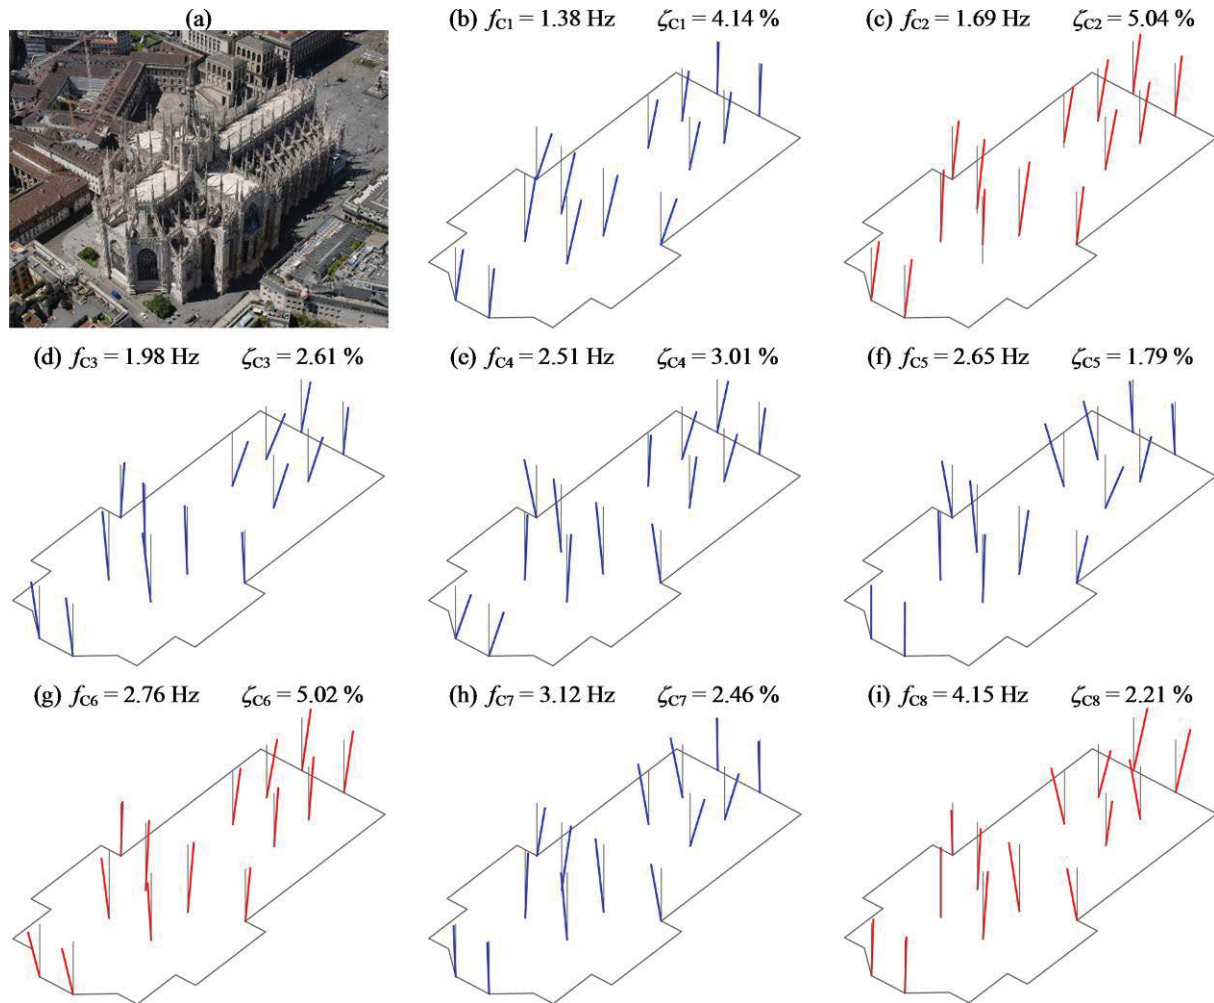 (a)
(b) fC1 = 1.38 Hz ζC1 = 4.14 %
(c) fC2 = 1.69 Hz ζC2 = 5.04 %
(d) fC3 = 1.98 Hz ζC3 = 2.61 %
(e) fC4 = 2.51 Hz ζC4 = 3.01 %
(f) fC5 = 2.65 Hz ζC5 = 1.79 %
(g) fC6 = 2.76 Hz ζC6 = 5.02 %
(h) fC7 = 3.12 Hz ζC7 = 2.46 %
(i) fC8 = 4.15 Hz ζC8 = 2.21 %